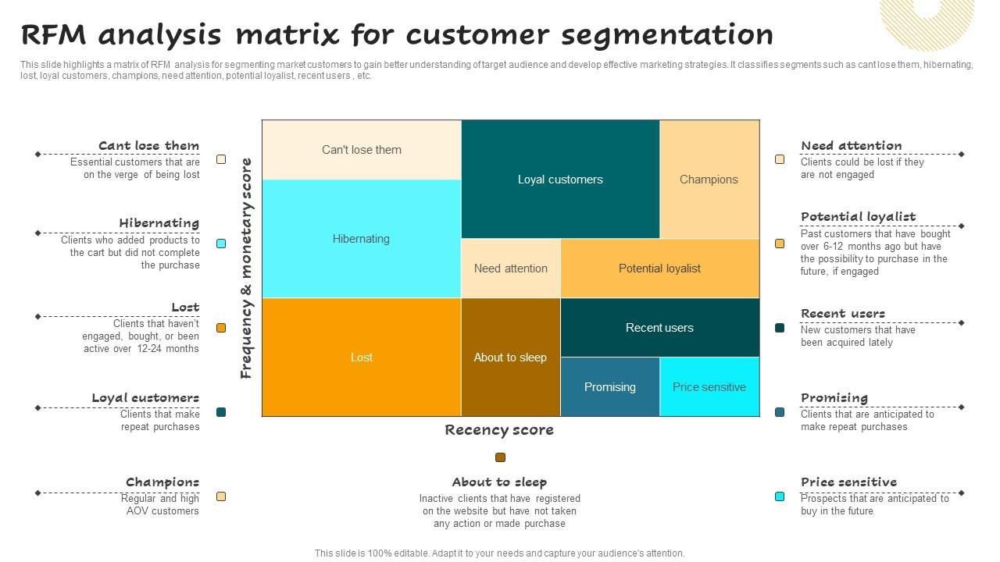 RFM analysis matrix for customer segmentation
This slide highlights a matrix of RFM analysis for segmenting market customers to gain better understanding of target audience and develop effective marketing strategies. It classifies segments such as cant lose them, hibernating,
lost, loyal customers, champions, need attention, potential loyalist, recent users , etc.
Cant lose them
Essential customers that are
on the verge of being lost
Hibernating
Clients who added products to
the cart but did not complete
the purchase
Lost
Clients that haven't
engaged, bought, or been
active over 12-24 months
Loyal customers
Clients that make
repeat purchases
Champions
Regular and high
AOV customers
Frequency & monetary score
Can't lose them
Loyal customers
Champions
Hibernating
Need attention
Potential loyalist
Lost
About to sleep
Recent users
Promising
Price sensitive
Recency score
About to sleep
Inactive clients that have registered
on the website but have not taken
any action or made purchase
Need attention
Clients could be lost if they
are not engaged
Potential loyalist
Past customers that have bought
over 6-12 months ago but have
the possibility to purchase in the
future, if engaged
Recent users
New customers that have
been acquired lately
Promising
Clients that are anticipated to
make repeat purchases
Price sensitive
Prospects that are anticipated to
buy in the future
This slide is 100% editable. Adapt it to your needs and capture your audience's attention.